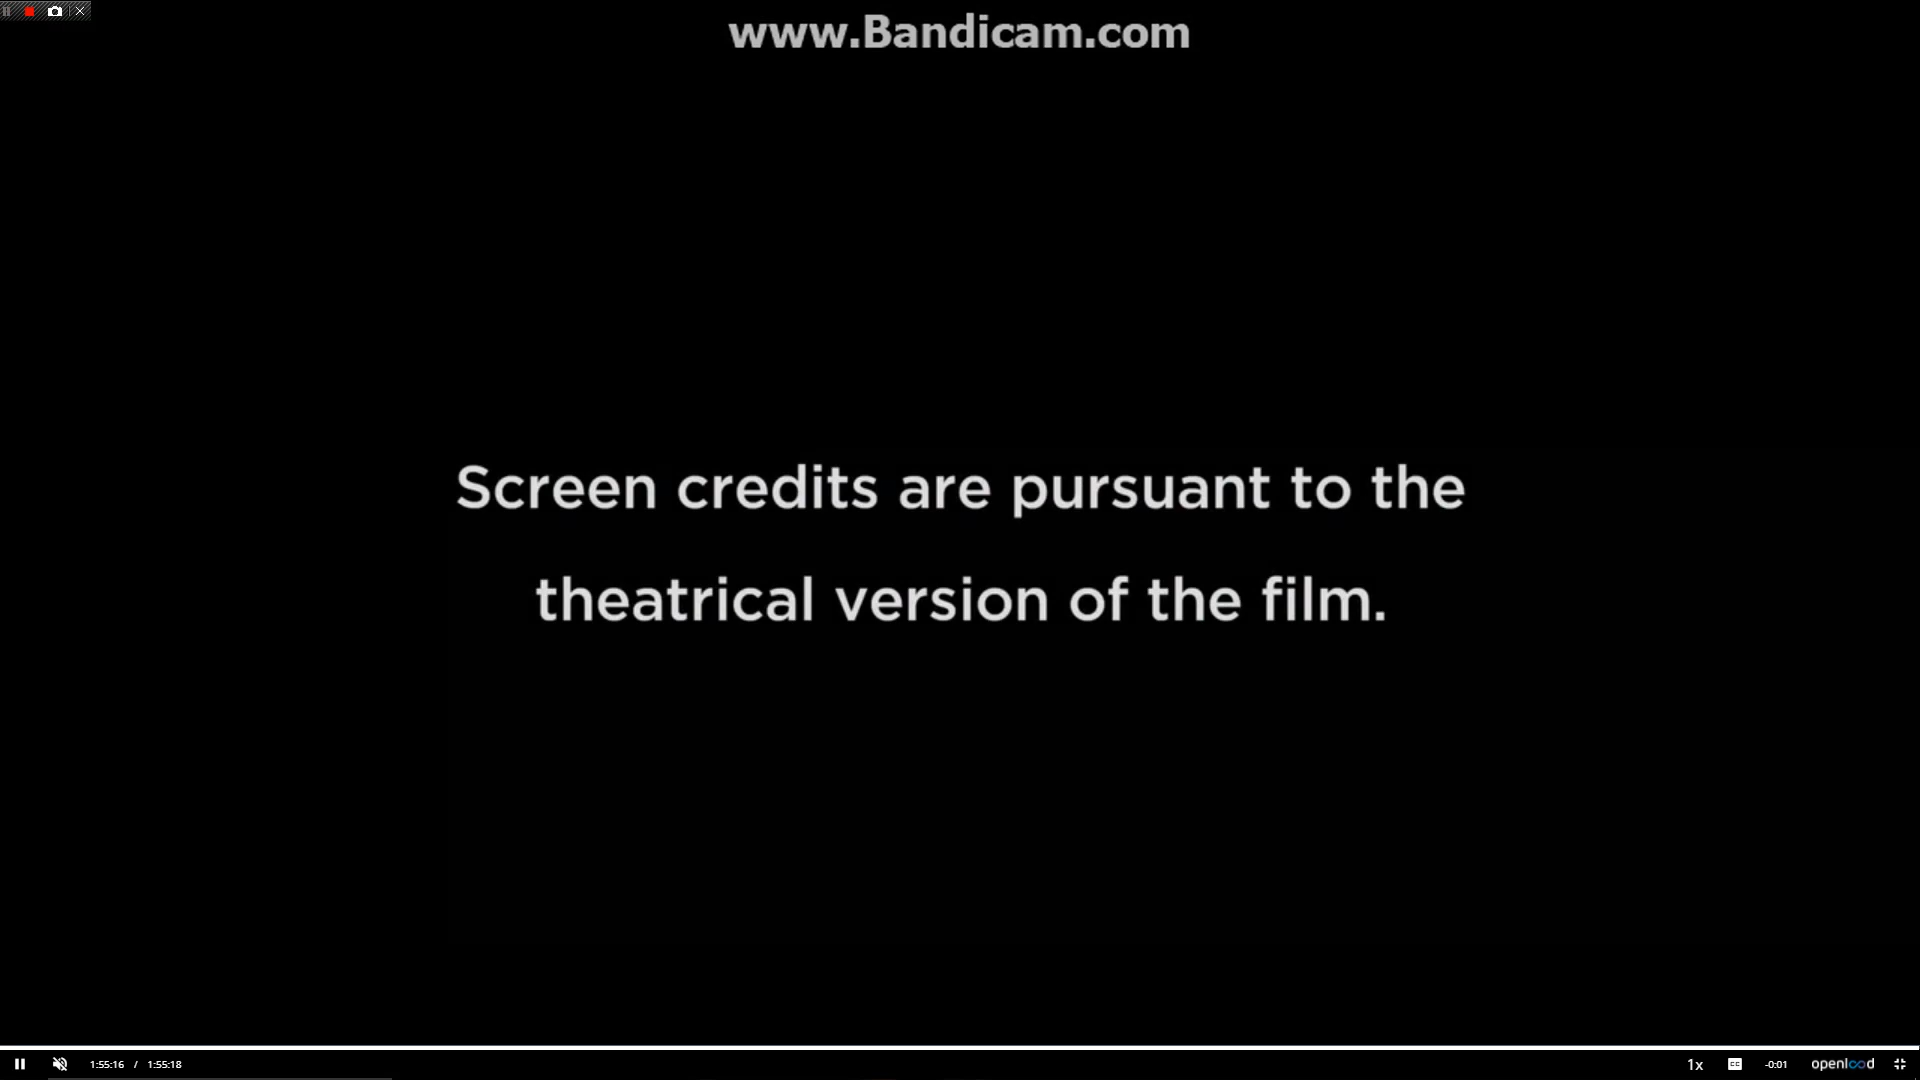 www.Bandicam.com
Screen credits are pursuant to the
theatrical version of the film.
1:55:16 / 1:55:18
1x
CC
-0:01
openload